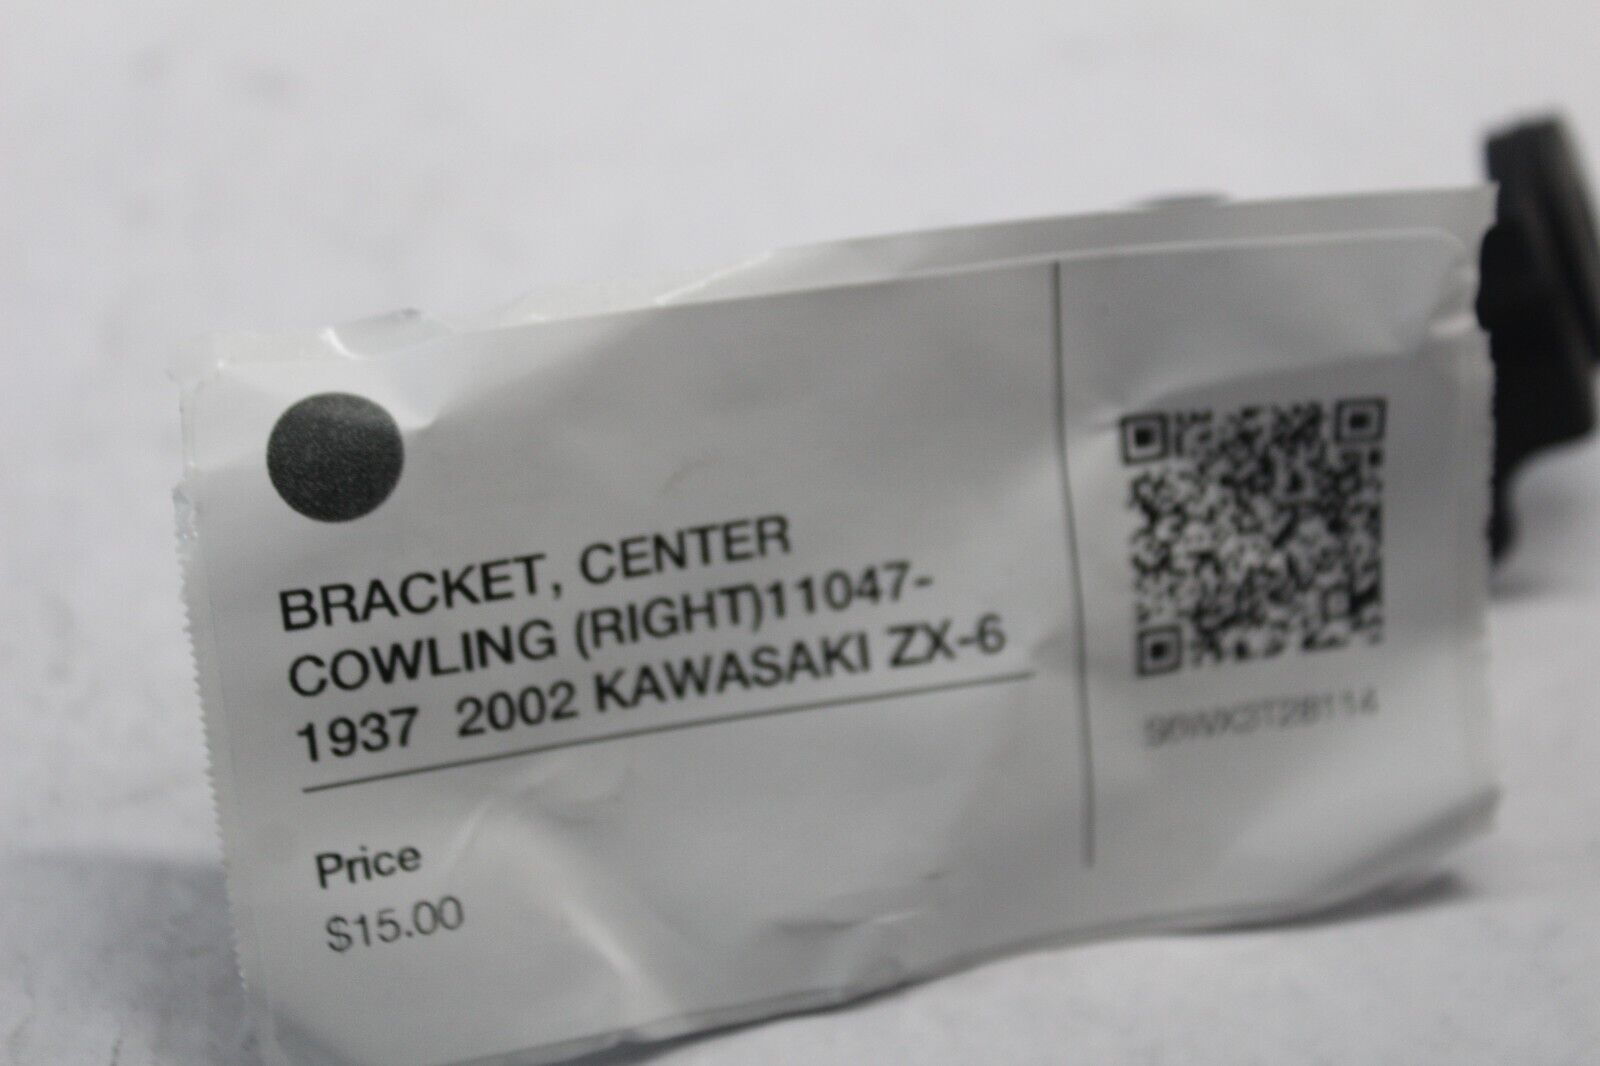 BRACKET, CENTER
COWLING (RIGHT)11047-
1937 2002 KAWASAKI ZX-6
Price
$15.00